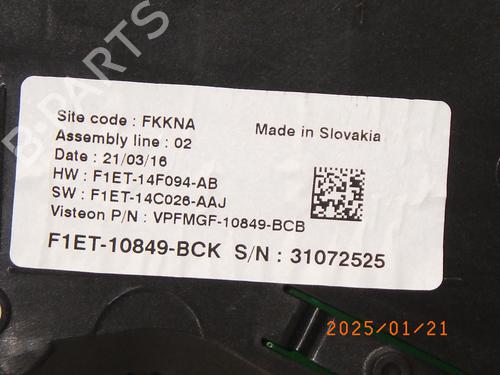 B-PARTS
Site code : FKKNA
Made in Slovakia
Assembly line : 02
Date : 21/03/16
HW : F1ET-14F094-AB
SW : F1ET-14C026-AAJ
Visteon P/N : VPFMGF-10849-BCB
F1ET-10849-BCK S/N : 31072525
2025/01/21